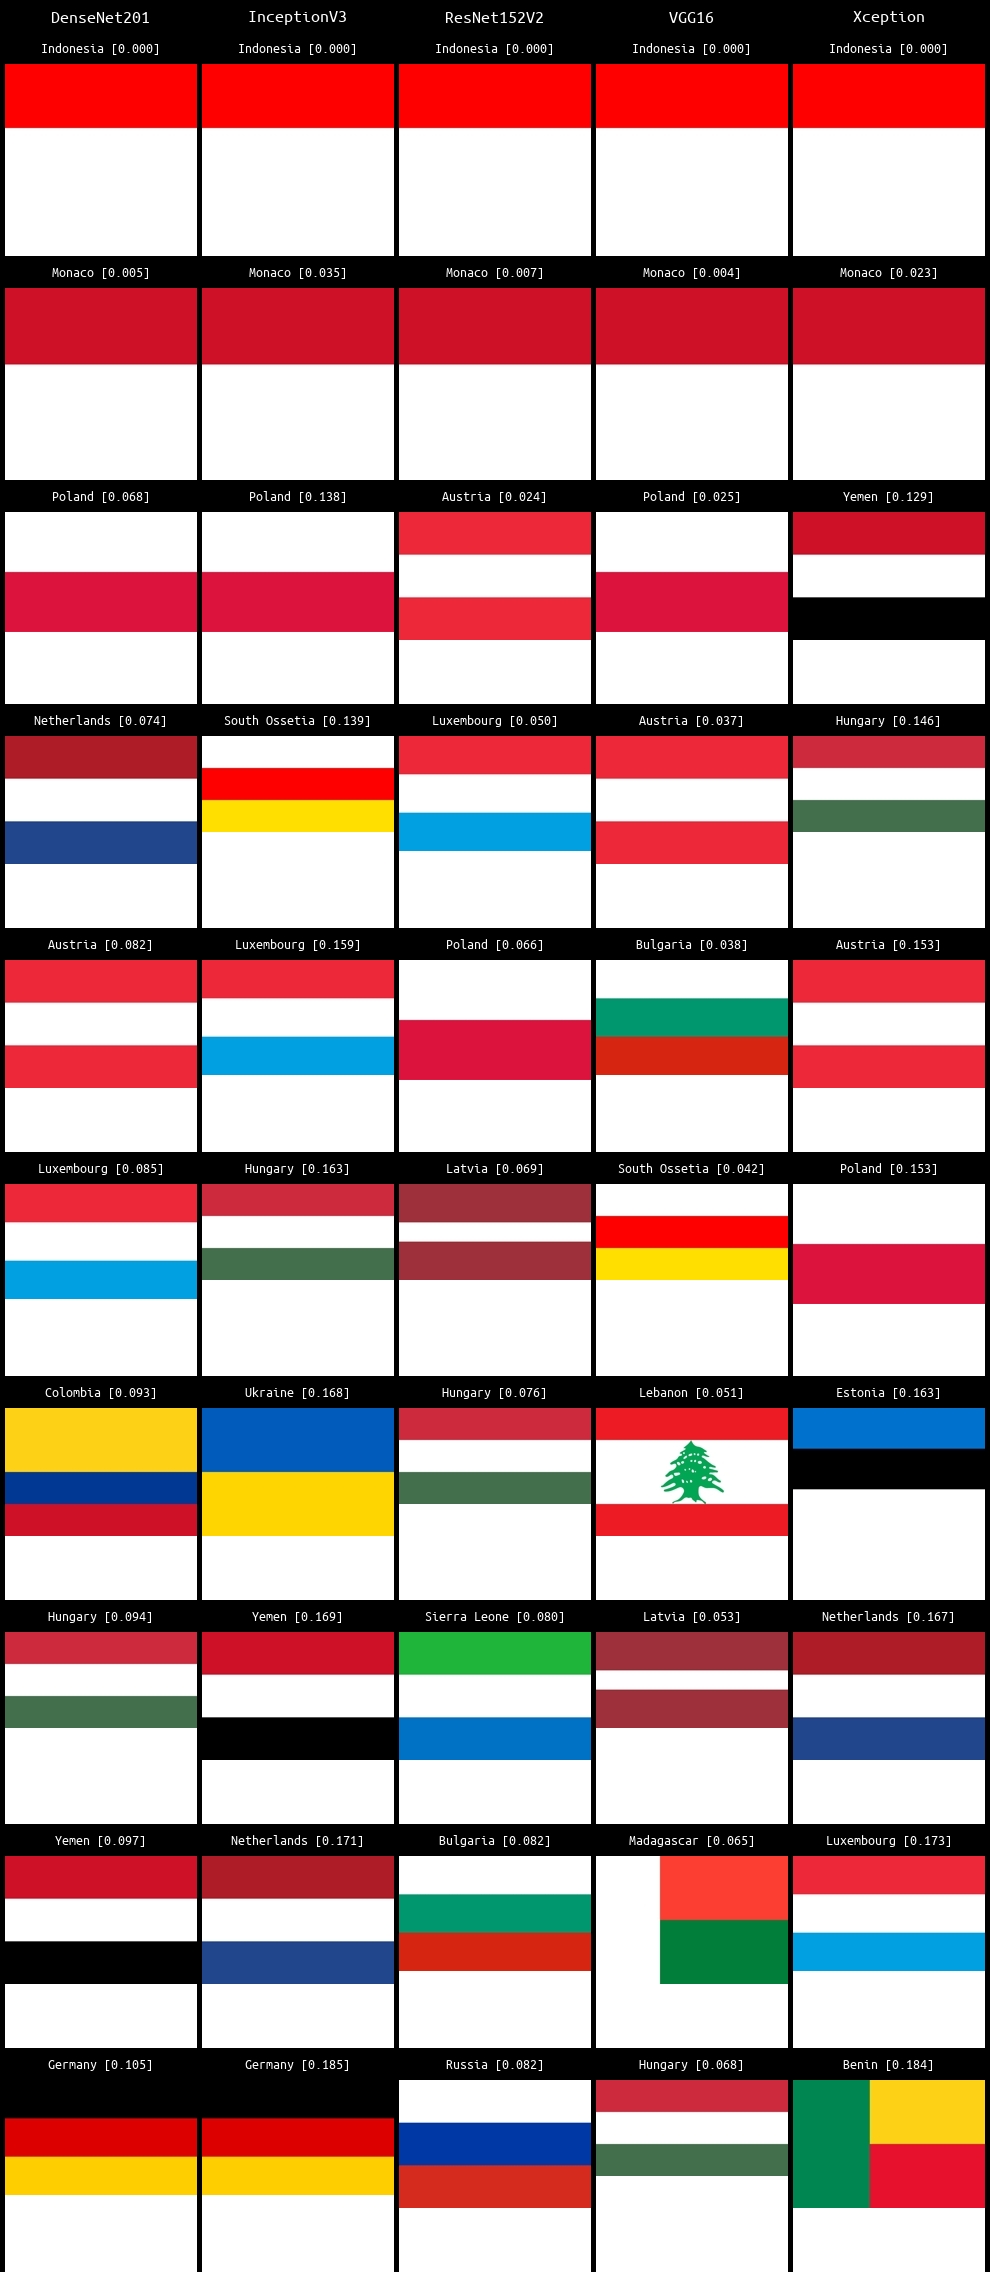 DenseNet201 InceptionV3 ResNet152V2 VGG16 Xception
Indonesia [0.000] Indonesia [0.000] Indonesia [0.000] Indonesia [0.000] Indonesia [0.000]
Monaco [0.005] Monaco [0.035] Monaco [0.007] Monaco [0.004] Monaco [0.023]
Poland [0.068] Poland [0.138] Austria [0.024] Poland [0.025] Yemen [0.129]
Netherlands [0.074] South Ossetia [0.139] Luxembourg [0.050] Austria [0.037] Hungary [0.146]
Austria [0.082] Luxembourg [0.159] Poland [0.066] Bulgaria [0.038] Austria [0.153]
Luxembourg [0.085] Hungary [0.163] Latvia [0.069] South Ossetia [0.042] Poland [0.153]
Colombia [0.093] Ukraine [0.168] Hungary [0.076] Lebanon [0.051] Estonia [0.163]
Hungary [0.094] Yemen [0.169] Sierra Leone [0.080] Latvia [0.053] Netherlands [0.167]
Yemen [0.097] Netherlands [0.171] Bulgaria [0.082] Madagascar [0.065] Luxembourg [0.173]
Germany [0.105] Germany [0.185] Russia [0.082] Hungary [0.068] Benin [0.184]